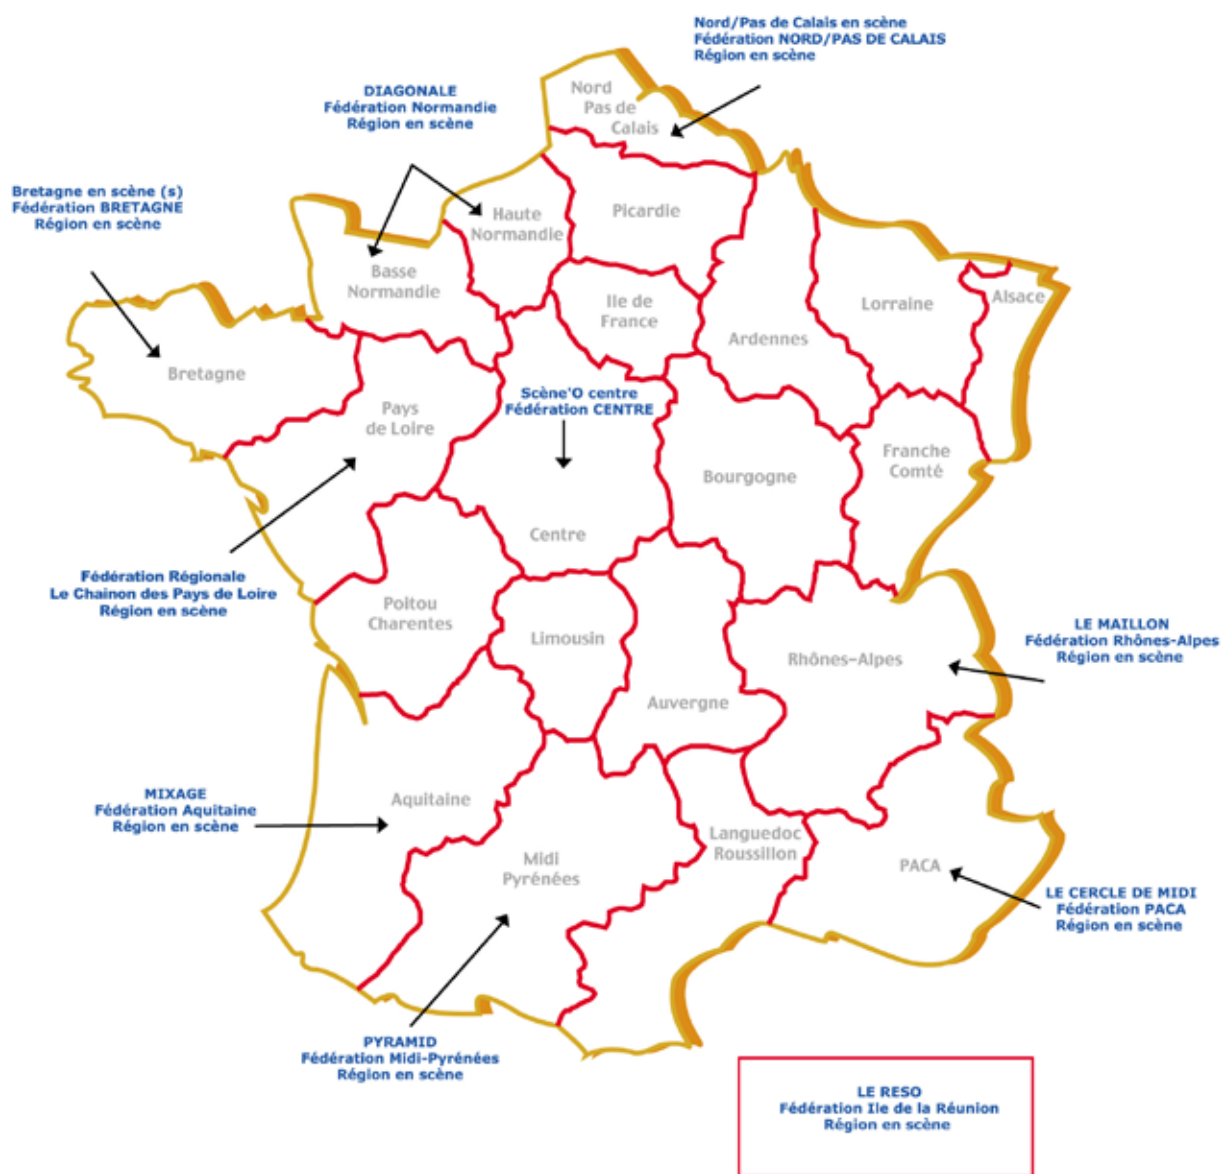 Nord/Pas de Calais en scène
Fédération NORD/PAS DE CALAIS
Région en scène
DIAGONALE
Fédération Normandie
Région en scène
Nord
Pas de
Calais
Bretagne en scène (s)
Fédération BRETAGNE
Région en scène
Haute
Normandie
Picardie
Basse
Normandie
Ile de
France
Ardennes
Lorraine
Alsace
Bretagne
Pays
de Loire
Scène'O centre
Fédération CENTRE
Bourgogne
Franche
Comté
Centre
Fédération Régionale
Le Chainon des Pays de Loire
Région en scène
Poitou
Charentes
Limousin
Auvergne
Rhônes-Alpes
LE MAILLON
Fédération Rhônes-Alpes
Région en scène
MIXAGE
Fédération Aquitaine
Région en scène
Aquitaine
Midi
Pyrénées
Languedoc
Roussillon
PACA
LE CERCLE DE MIDI
Fédération PACA
Région en scène
PYRAMID
Fédération Midi-Pyrénées
Région en scène
LE RESO
Fédération Ile de la Réunion
Région en scène